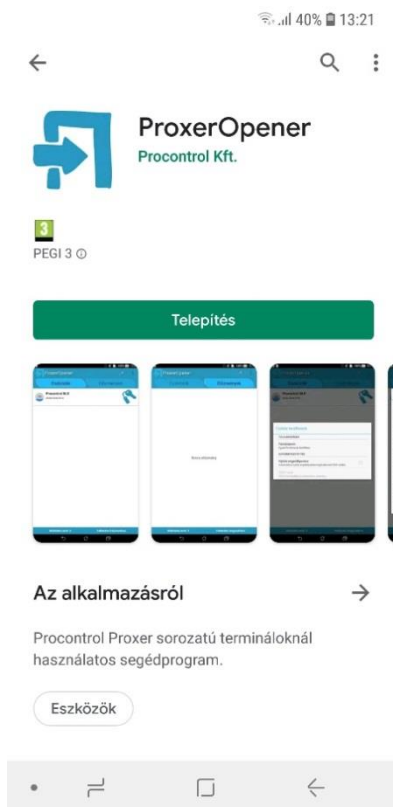 40% 13:21
ProxerOpener
Procontrol Kft.
3
PEGI 3
Telepítés
Az alkalmazásról
Procontrol Proxer sorozatú termináloknál
használatos segédprogram.
Eszközök